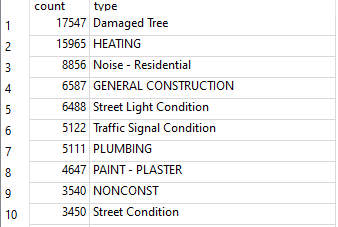 count type
1 17547 Damaged Tree
2 15965 HEATING
3 8856 Noise - Residential
4 6587 GENERAL CONSTRUCTION
5 6488 Street Light Condition
6 5122 Traffic Signal Condition
7 5111 PLUMBING
8 4647 PAINT - PLASTER
9 3540 NONCONST
10 3450 Street Condition